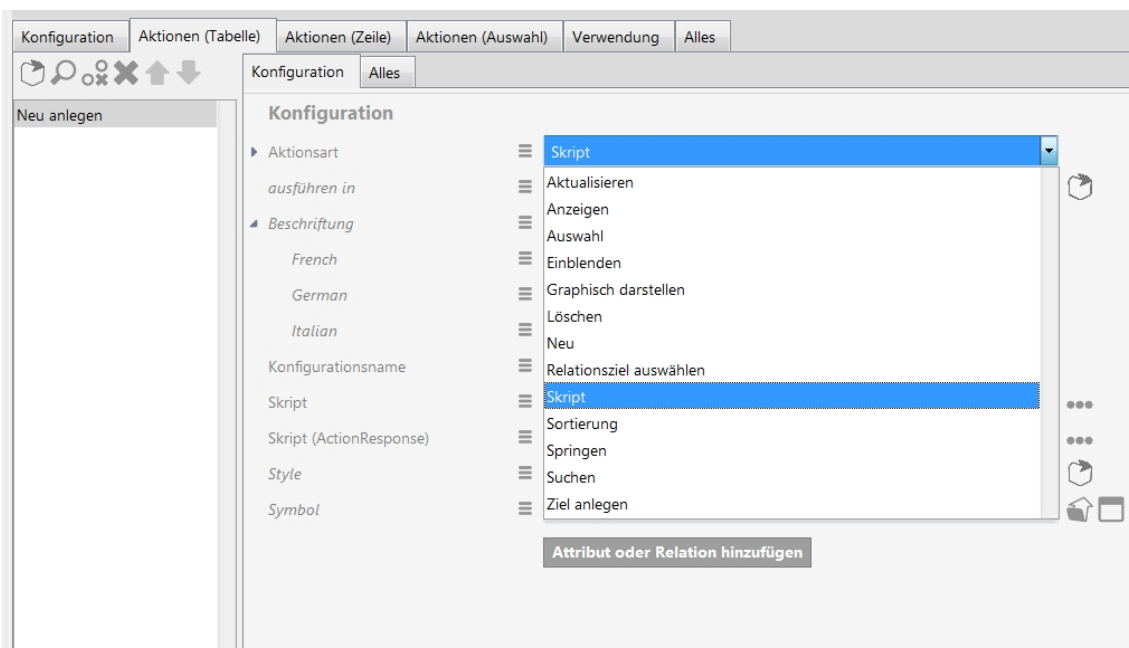 Konfiguration Aktionen (Tabelle) Aktionen (Zeile) Aktionen (Auswahl) Verwendung Alles
Konfiguration Alles
Neu anlegen
Konfiguration
Aktionsart Skript
ausführen in Aktualisieren
Anzeigen
Beschriftung Auswahl
French Einblenden
German Graphisch darstellen
Löschen
Italian Neu
Konfigurationsname Relationsziel auswählen
Skript Skript
Skript (ActionResponse) Sortierung
Springen
Style Suchen
Symbol Ziel anlegen
Attribut oder Relation hinzufügen